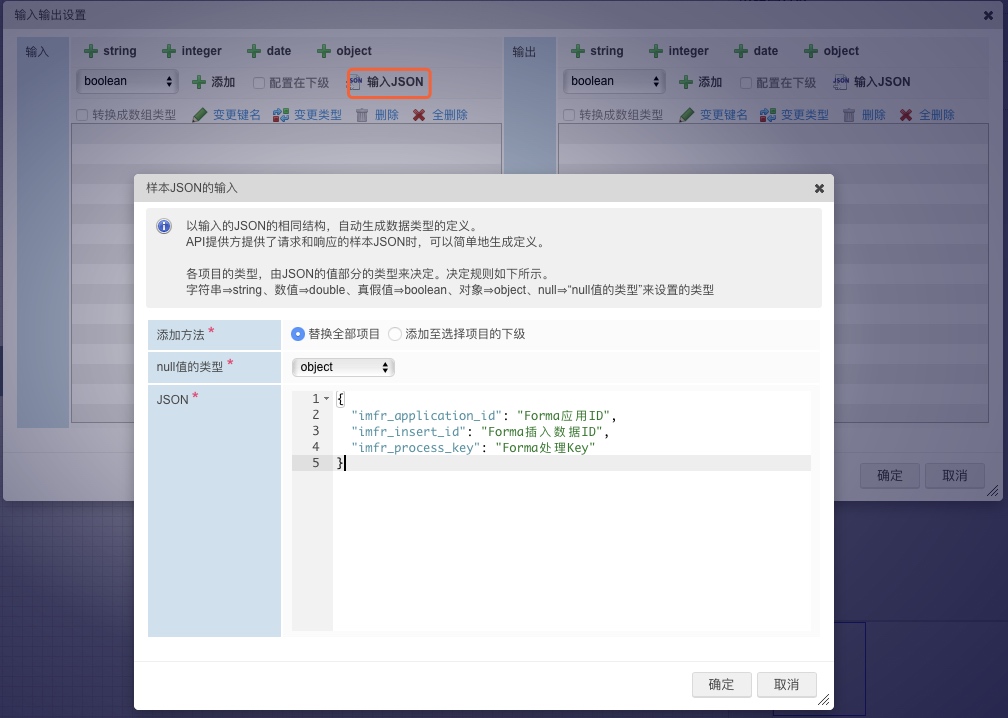 输入输出设置
输入
string integer date object
boolean 添加 配置在下级 输入JSON
转换成数组类型 变更键名 变更类型 删除 全删除
输出
string integer date object
boolean 添加 配置在下级 输入JSON
转换成数组类型 变更键名 变更类型 删除 全删除
样本JSON的输入
以输入的JSON的相同结构，自动生成数据类型的定义。
API提供方提供了请求和响应的样本JSON时，可以简单地生成定义。
各项目的类型，由JSON的值部分的类型来决定。决定规则如下所示。
字符串⇒string、数值⇒double、真假值⇒boolean、对象⇒object、null⇒“null值的类型”来设置的类型
添加方法 * 替换全部项目 添加至选择项目的下级
null值的类型 * object
JSON *
1 {
2 "imfr_application_id": "Forma应用ID",
3 "imfr_insert_id": "Forma插入数据ID",
4 "imfr_process_key": "Forma处理Key"
5 }
确定 取消
确定 取消